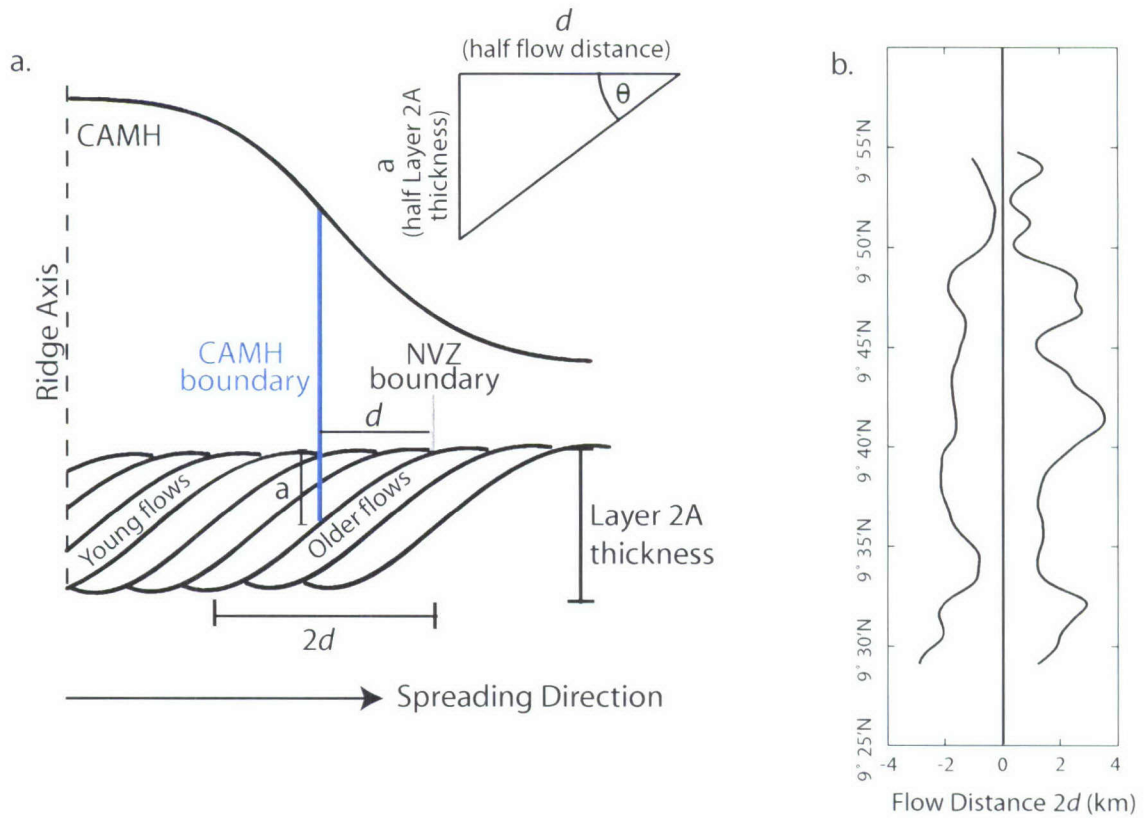 a.
d
(half flow distance)
θ
a
(half Layer 2A
thickness)
CAMH
Ridge Axis
CAMH
boundary
NVZ
boundary
d
a
Young flows
Older flows
Layer 2A
thickness
2d
Spreading Direction
b.
9° 55'N
9° 50'N
9° 45'N
9° 40'N
9° 35'N
9° 30'N
9° 25'N
-4 -2 0 2 4
Flow Distance 2d (km)